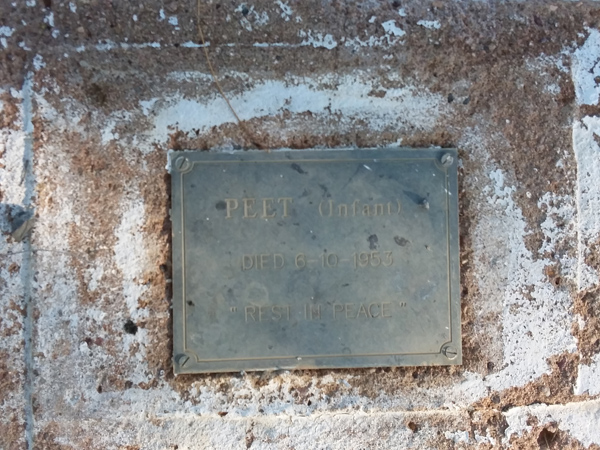 PEET (Infant)
DIED 6-10-1953
"REST IN PEACE"